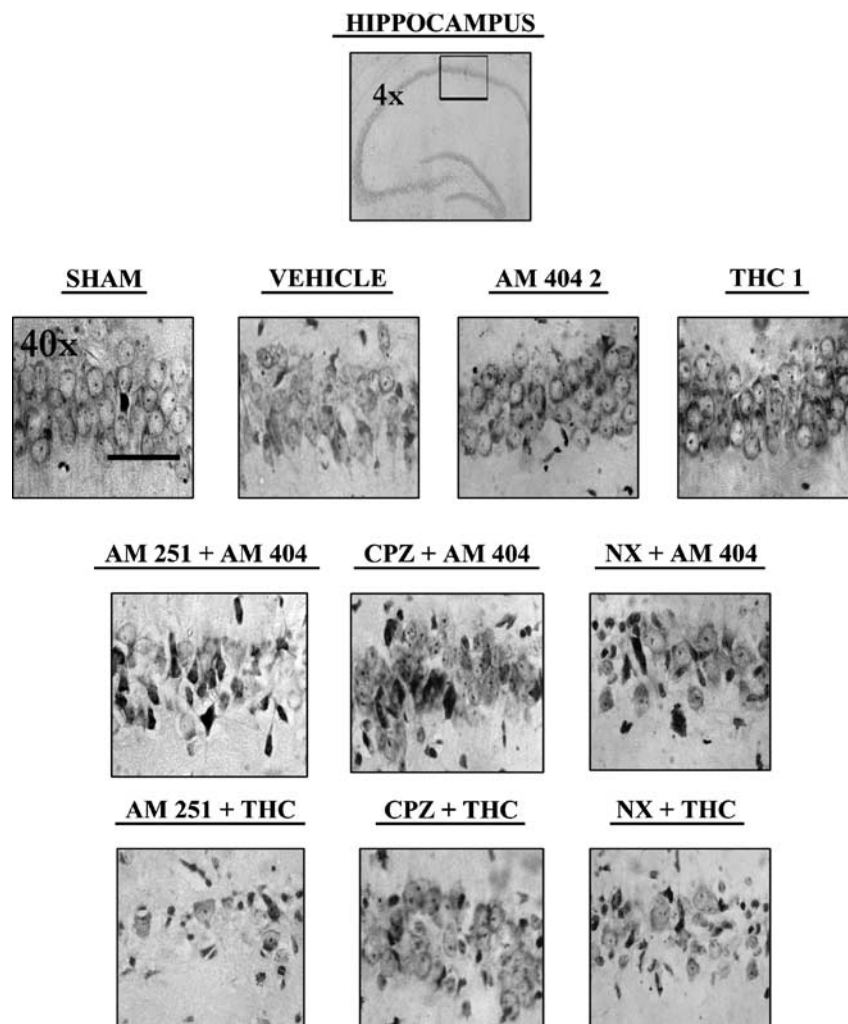 HIPPOCAMPUS
4x
SHAM VEHICLE AM 404 2 THC 1
40x
AM 251 + AM 404 CPZ + AM 404 NX + AM 404
AM 251 + THC CPZ + THC NX + THC